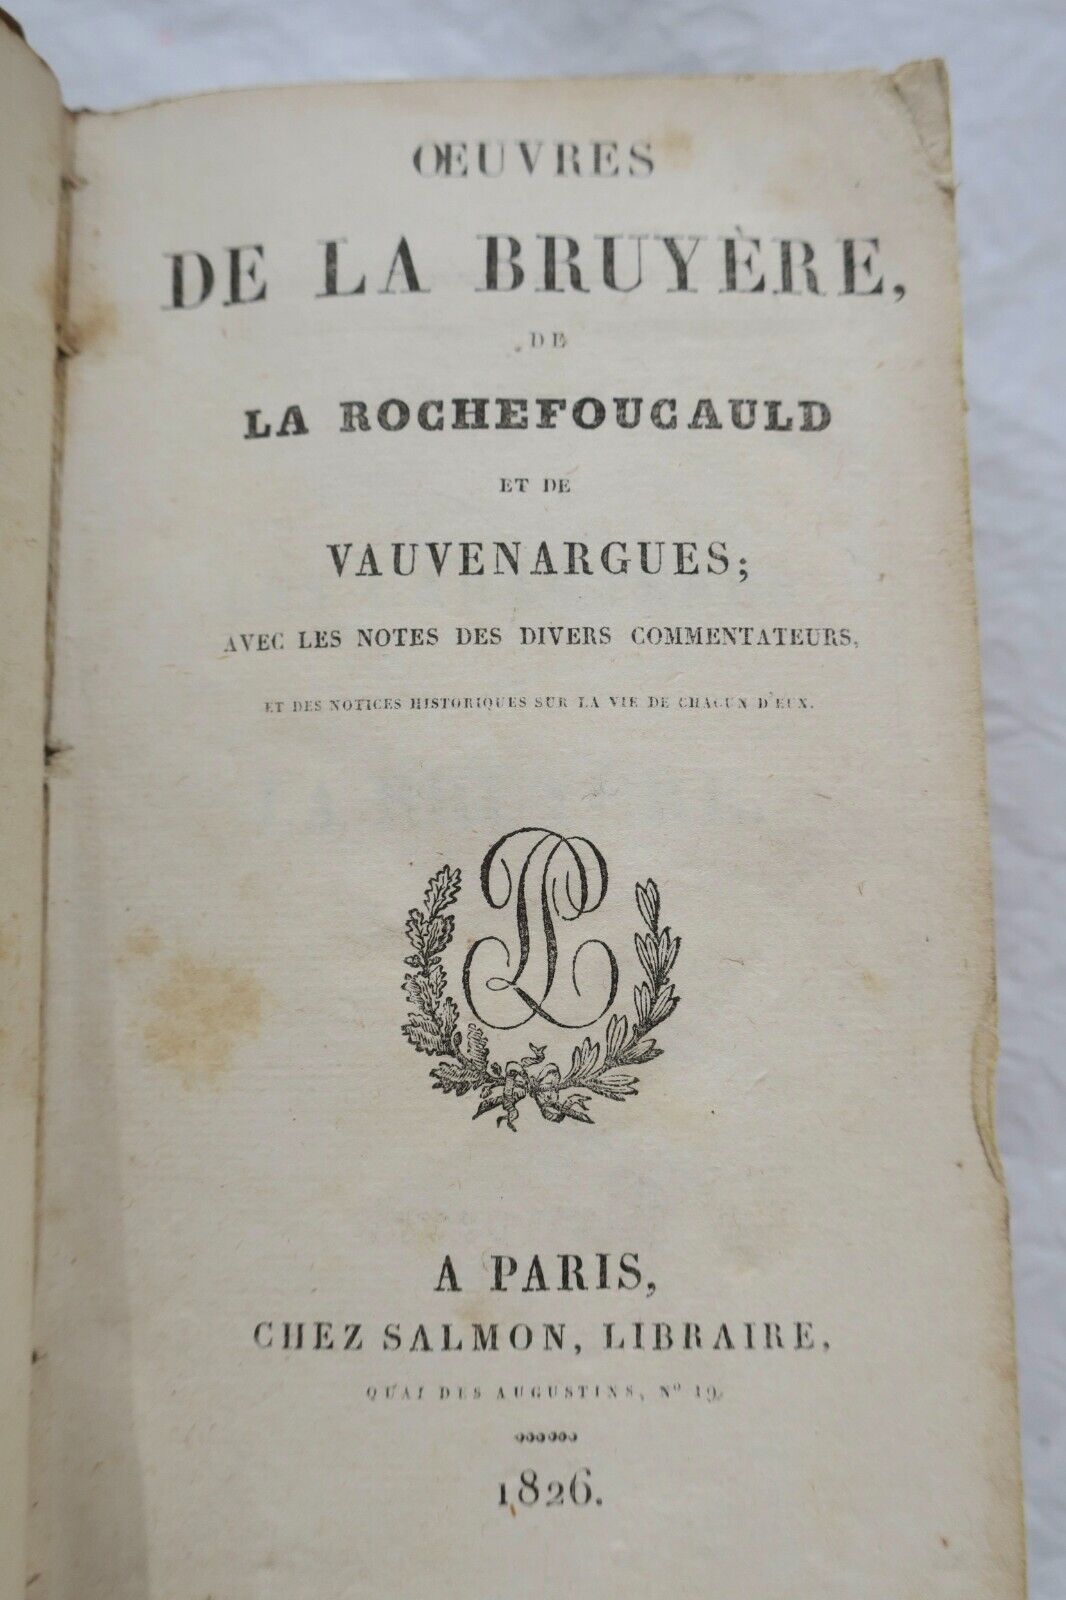 ŒUVRES
DE LA BRUYÈRE,
DE
LA ROCHEFOUCAULD
ET DE
VAUVENARGUES;
AVEC LES NOTES DES DIVERS COMMENTATEURS,
ET DES NOTICES HISTORIQUES SUR LA VIE DE CHACUN D'EUX.
A PARIS,
CHEZ SALMON, LIBRAIRE,
QUAI DES AUGUSTINS, Nº 19.
1826.